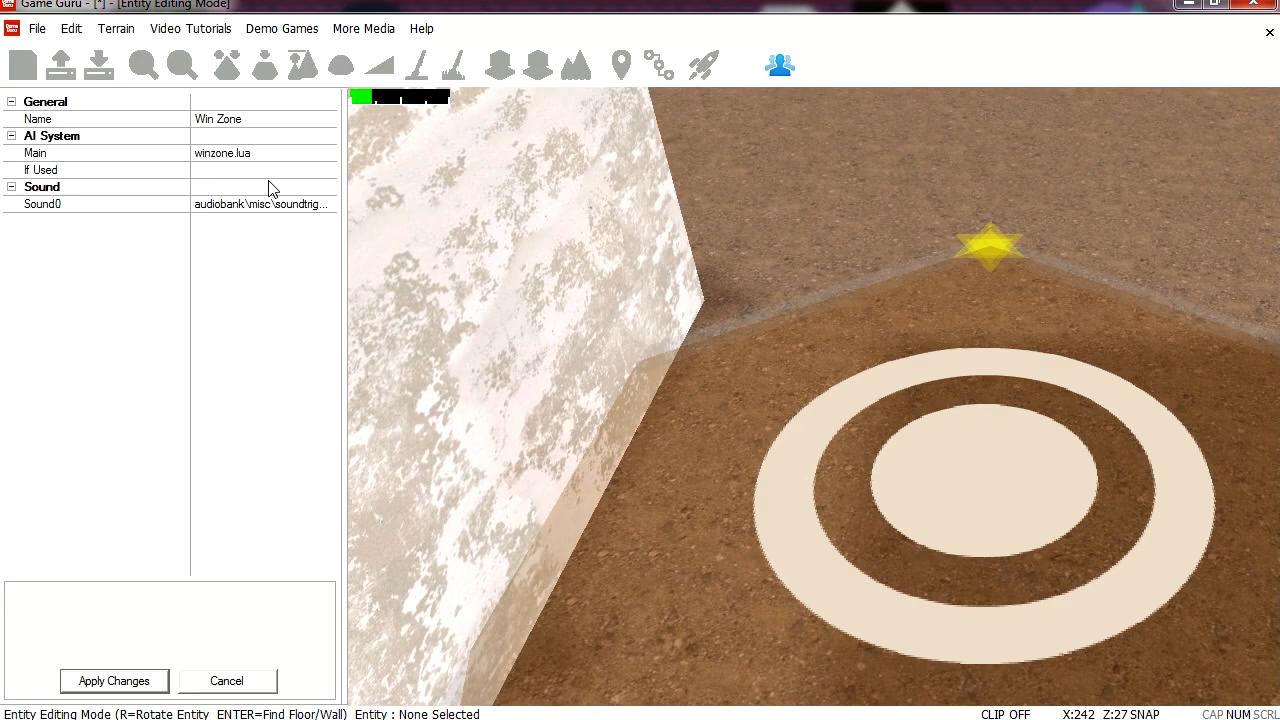 Game Guru - [*] - [Entity Editing Mode]
File Edit Terrain Video Tutorials Demo Games More Media Help
General
Name Win Zone
AI System
Main winzone.lua
If Used
Sound
Sound0 audiobank\misc\soundtrig...
Apply Changes Cancel
Entity Editing Mode (R=Rotate Entity ENTER=Find Floor/Wall) Entity : None Selected CLIP OFF X:242 Z:27 SNAP CAP NUM SCRL